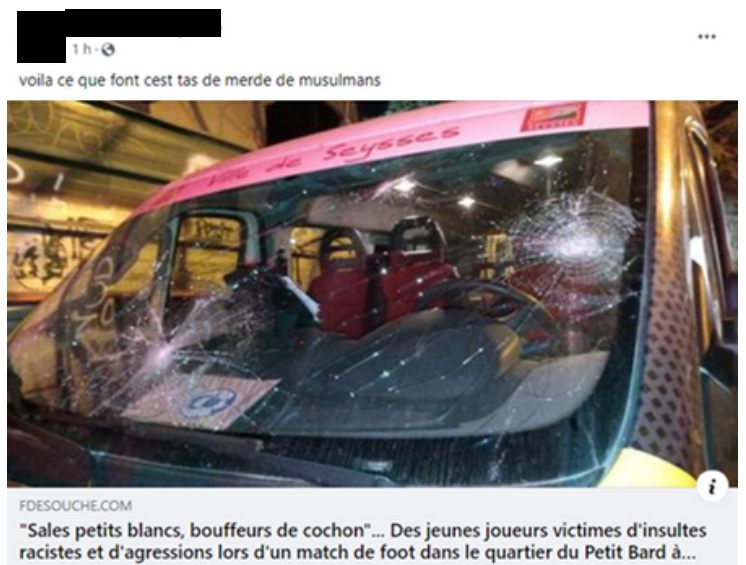 1 h ·
voila ce que font cest tas de merde de musulmans
Ville de Seysses
FDESOUCHE.COM
"Sales petits blancs, bouffeurs de cochon"... Des jeunes joueurs victimes d'insultes
racistes et d'agressions lors d'un match de foot dans le quartier du Petit Bard à...